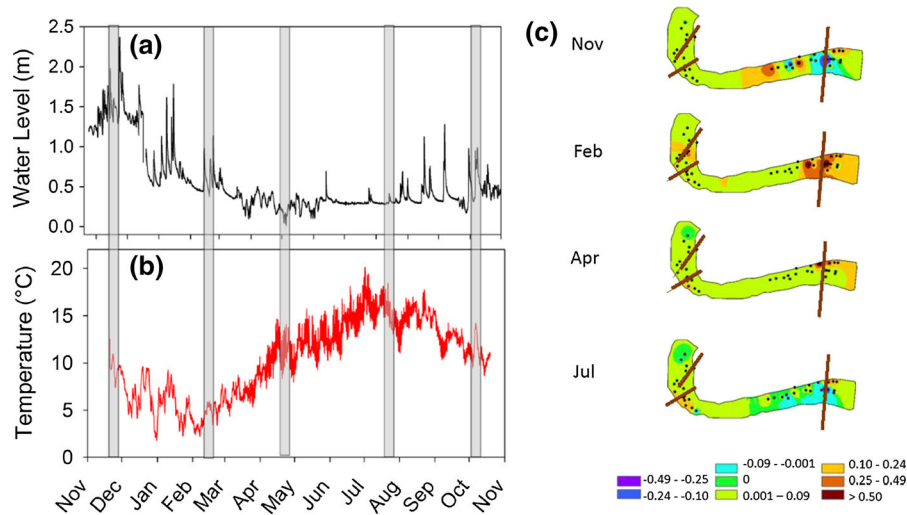 (a)
Water Level (m)
2.5
2.0
1.5
1.0
0.5
0.0
(b)
Temperature (°C)
20
15
10
5
0
Nov
Dec
Jan
Feb
Mar
Apr
May
Jun
Jul
Aug
Sep
Oct
Nov
(c)
Nov
Feb
Apr
Jul
-0.49 - -0.25
-0.24 - -0.10
-0.09 - -0.001
0
0.001 - 0.09
0.10 - 0.24
0.25 - 0.49
> 0.50